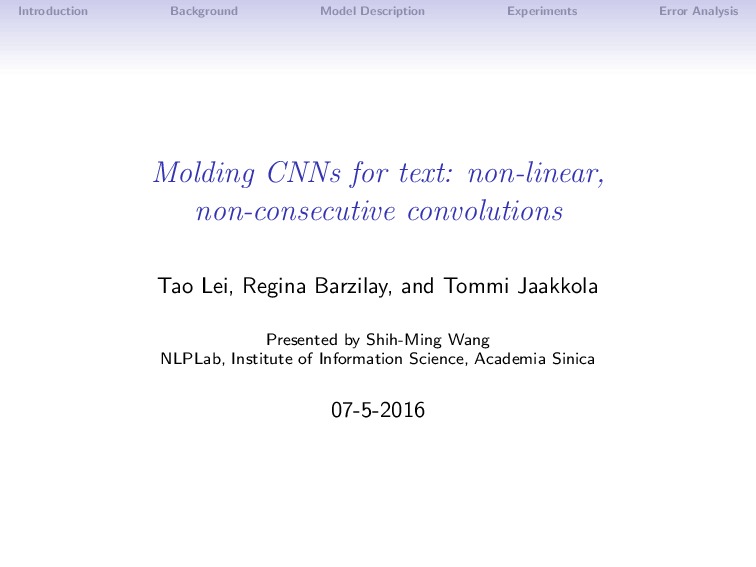 Introduction Background Model Description Experiments Error Analysis
Molding CNNs for text: non-linear,
non-consecutive convolutions
Tao Lei, Regina Barzilay, and Tommi Jaakkola
Presented by Shih-Ming Wang
NLPLab, Institute of Information Science, Academia Sinica
07-5-2016